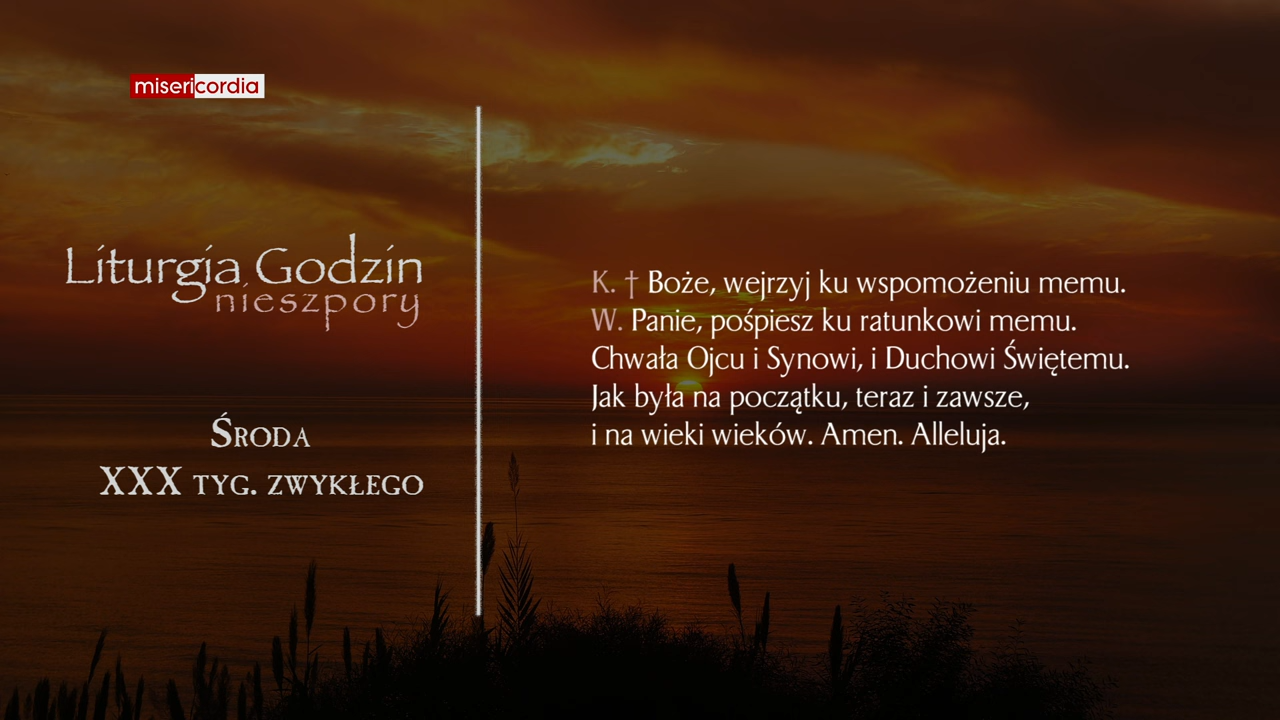 misericordia
Liturgia Godzin
nieszpory
Środa
XXX tyg. zwykłego
K. † Boże, wejrzyj ku wspomożeniu memu.
W. Panie, pośpiesz ku ratunkowi memu.
Chwała Ojcu i Synowi, i Duchowi Świętemu.
Jak była na początku, teraz i zawsze,
i na wieki wieków. Amen. Alleluja.